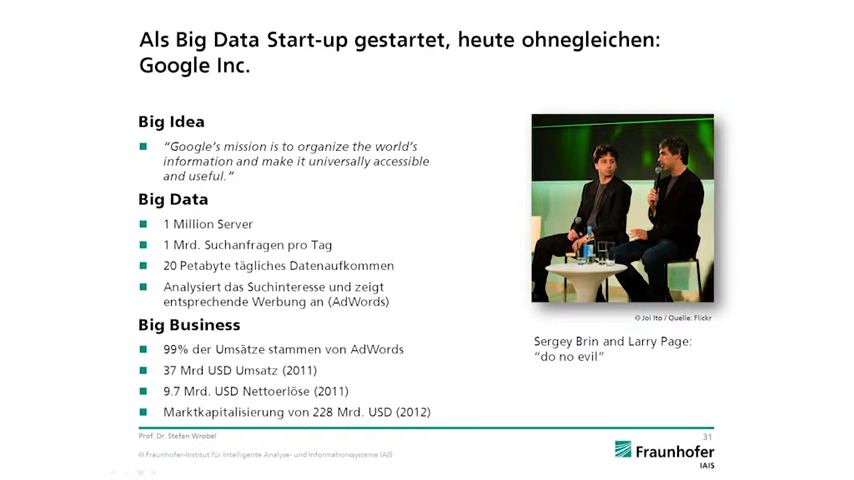 Als Big Data Start-up gestartet, heute ohnegleichen:
Google Inc.
Big Idea
“Google’s mission is to organize the world’s
information and make it universally accessible
and useful.”
Big Data
1 Million Server
1 Mrd. Suchanfragen pro Tag
20 Petabyte tägliches Datenaufkommen
Analysiert das Suchinteresse und zeigt
entsprechende Werbung an (AdWords)
Big Business
99% der Umsätze stammen von AdWords
37 Mrd USD Umsatz (2011)
9.7 Mrd. USD Nettoerlöse (2011)
Marktkapitalisierung von 228 Mrd. USD (2012)
© Joi Ito / Quelle: Flickr
Sergey Brin and Larry Page:
“do no evil”
Prof. Dr. Stefan Wrobel
31
© Fraunhofer-Institut für Intelligente Analyse- und Informationssysteme IAIS
Fraunhofer
IAIS